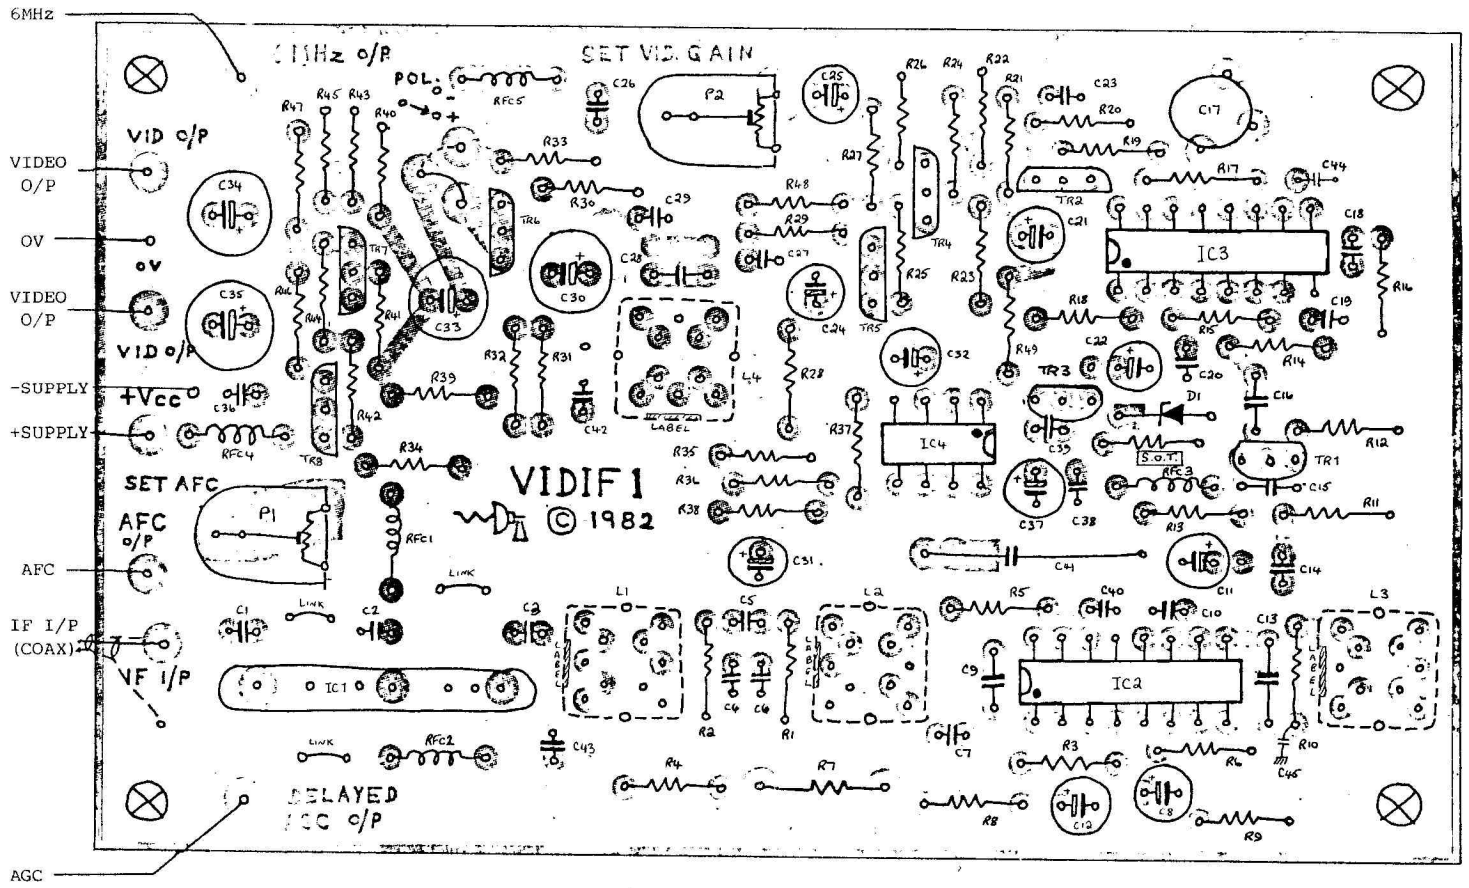 6MHz
O/P
SET VID. GAIN
POL.
-
+
RFC5
C26
P2
C25
R26
R24
R22
R21
C23
R20
C17
R47
R45
R43
R40
VID O/P
R33
R27
R19
R17
C44
VIDEO
O/P
C34
R30
TR6
C29
R48
R29
TR4
TR2
C21
C18
OV
OV
TR7
C28
C27
R25
R23
IC3
R16
VIDEO
O/P
C35
R46
R44
R41
C33
C30
C24
TR5
R18
R15
C19
VID O/P
R32
R31
L4
R28
C32
R49
C22
C20
R14
-SUPPLY
+Vcc
C36
R39
TR3
D1
C16
+SUPPLY
RFC4
R42
C42
LABEL
R37
IC4
C39
S.O.T.
TR1
R12
TR8
R34
R35
RFC3
SET AFC
VIDIF1
R36
C15
P1
© 1982
R38
C37
C38
R13
R11
AFC
O/P
RFC1
AFC
LINK
C31
C41
C11
C14
IF I/P
(COAX)
C1
LINK
C2
C3
L1
C5
L2
R5
C40
C10
C13
L3
LABEL
LABEL
LABEL
I/P
IC1
C4
C6
C9
IC2
R2
R1
LINK
RFC2
C43
C7
R3
R6
R10
C45
DELAYED
O/P
R4
R7
R8
C12
C8
R9
AGC